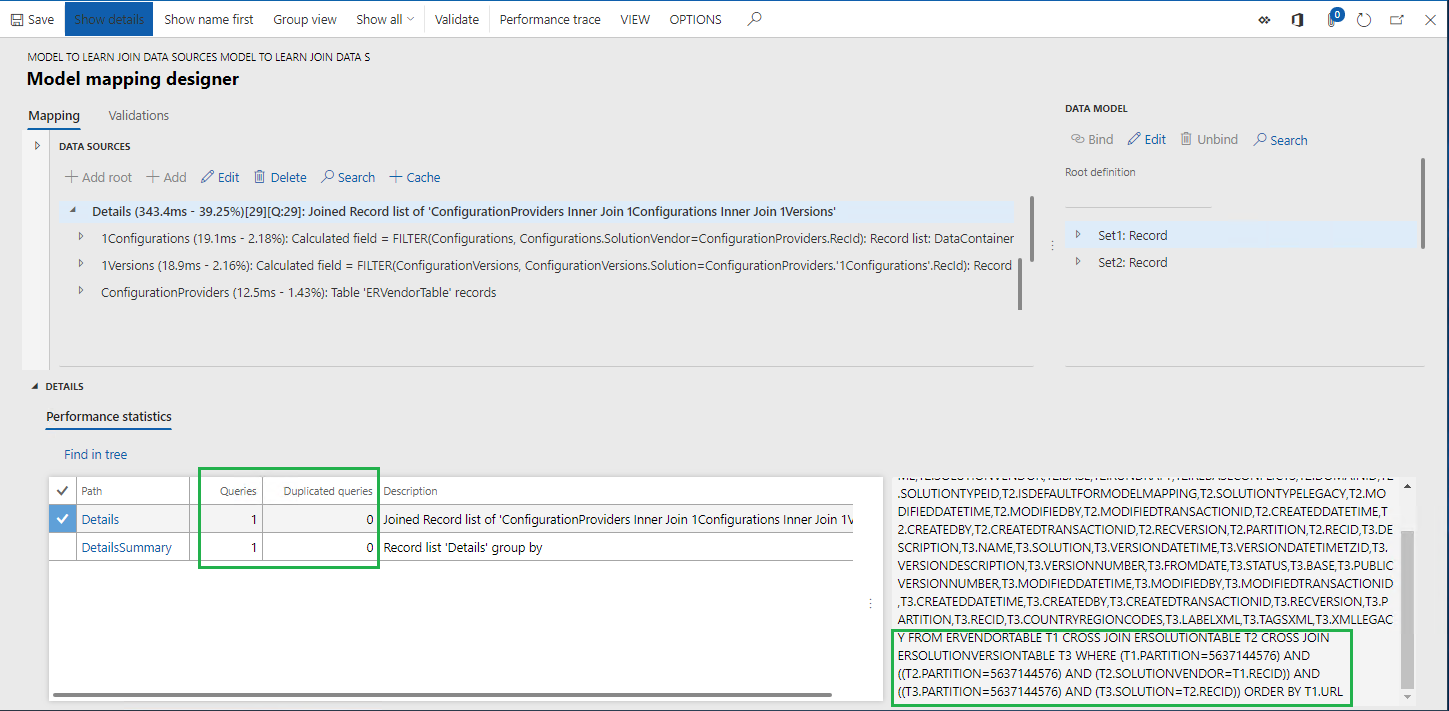 Save Show details Show name first Group view Show all Validate Performance trace VIEW OPTIONS 0
MODEL TO LEARN JOIN DATA SOURCES MODEL TO LEARN JOIN DATA S
Model mapping designer
Mapping Validations
DATA SOURCES
Add root Add Edit Delete Search Cache
Details (343.4ms - 39.25%)[29][Q:29]: Joined Record list of 'ConfigurationProviders Inner Join 1Configurations Inner Join 1Versions'
1Configurations (19.1ms - 2.18%): Calculated field = FILTER(Configurations, Configurations.SolutionVendor=ConfigurationProviders.RecId): Record list: DataContainer
1Versions (18.9ms - 2.16%): Calculated field = FILTER(ConfigurationVersions, ConfigurationVersions.Solution=ConfigurationProviders.'1Configurations'.RecId): Record
ConfigurationProviders (12.5ms - 1.43%): Table 'ERVendorTable' records
DATA MODEL
Bind Edit Unbind Search
Root definition
Set1: Record
Set2: Record
DETAILS
Performance statistics
Find in tree
Path Queries Duplicated queries Description
Details 1 0 Joined Record list of 'ConfigurationProviders Inner Join 1Configurations Inner Join 1V
DetailsSummary 1 0 Record list 'Details' group by
.SOLUTIONTYPEID,T2.ISDEFAULTFORMODELMAPPING,T2.SOLUTIONTYPELEGACY,T2.MO
DIFIEDDATETIME,T2.MODIFIEDBY,T2.MODIFIEDTRANSACTIONID,T2.CREATEDDATETIME,T
2.CREATEDBY,T2.CREATEDTRANSACTIONID,T2.RECVERSION,T2.PARTITION,T2.RECID,T3.DE
SCRIPTION,T3.NAME,T3.SOLUTION,T3.VERSIONDATETIME,T3.VERSIONDATETIMETZID,T3.
VERSIONDESCRIPTION,T3.VERSIONNUMBER,T3.FROMDATE,T3.STATUS,T3.BASE,T3.PUBLIC
VERSIONNUMBER,T3.MODIFIEDDATETIME,T3.MODIFIEDBY,T3.MODIFIEDTRANSACTIONID
,T3.CREATEDDATETIME,T3.CREATEDBY,T3.CREATEDTRANSACTIONID,T3.RECVERSION,T3.P
ARTITION,T3.RECID,T3.COUNTRYREGIONCODES,T3.LABELXML,T3.TAGSXML,T3.XMLLEGAC
Y FROM ERVENDORTABLE T1 CROSS JOIN ERSOLUTIONTABLE T2 CROSS JOIN
ERSOLUTIONVERSIONTABLE T3 WHERE (T1.PARTITION=5637144576) AND
((T2.PARTITION=5637144576) AND (T2.SOLUTIONVENDOR=T1.RECID)) AND
((T3.PARTITION=5637144576) AND (T3.SOLUTION=T2.RECID)) ORDER BY T1.URL